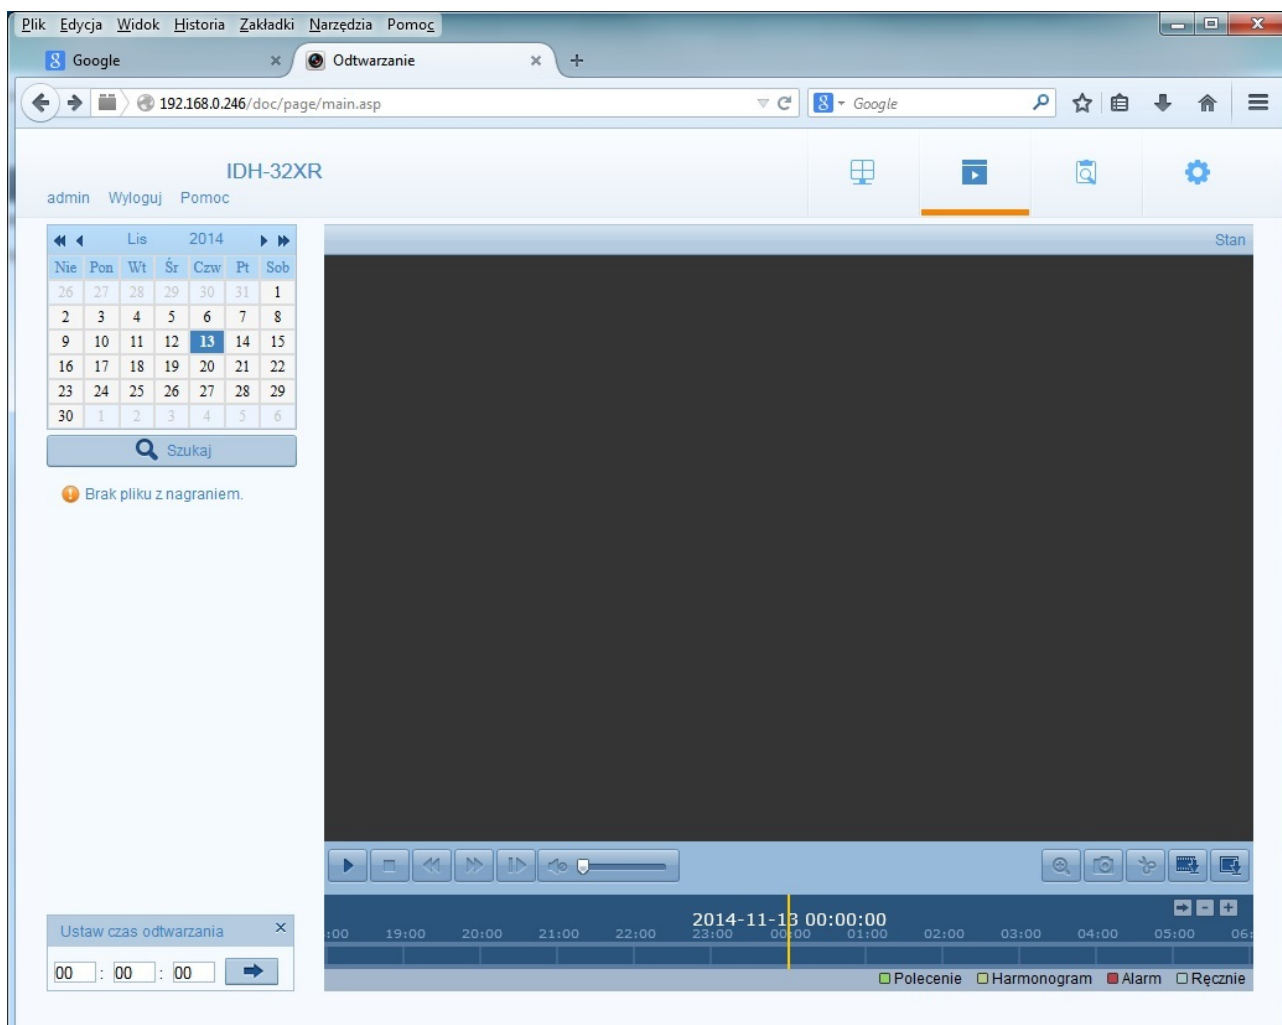 Plik Edycja Widok Historia Zakładki Narzędzia Pomoc
Google
Odtwarzanie
192.168.0.246/doc/page/main.asp
Google
IDH-32XR
admin Wyloguj Pomoc
Lis 2014
Stan
Nie Pon Wt Śr Czw Pt Sob
26 27 28 29 30 31 1
2 3 4 5 6 7 8
9 10 11 12 13 14 15
16 17 18 19 20 21 22
23 24 25 26 27 28 29
30 1 2 3 4 5 6
Szukaj
Brak pliku z nagraniem.
Ustaw czas odtwarzania
00 : 00 : 00
2014-11-13 00:00:00
:00 19:00 20:00 21:00 22:00 23:00 00:00 01:00 02:00 03:00 04:00 05:00 06:
Polecenie Harmonogram Alarm Ręcznie